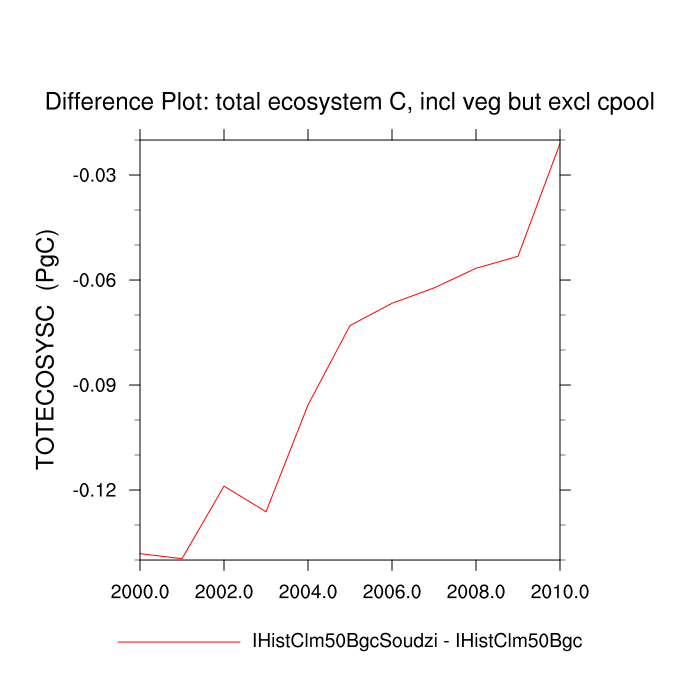 Difference Plot: total ecosystem C, incl veg but excl cpool
TOTECOSYSC (PgC)
-0.03
-0.06
-0.09
-0.12
2000.0 2002.0 2004.0 2006.0 2008.0 2010.0
IHistClm50BgcSoudzi - IHistClm50Bgc